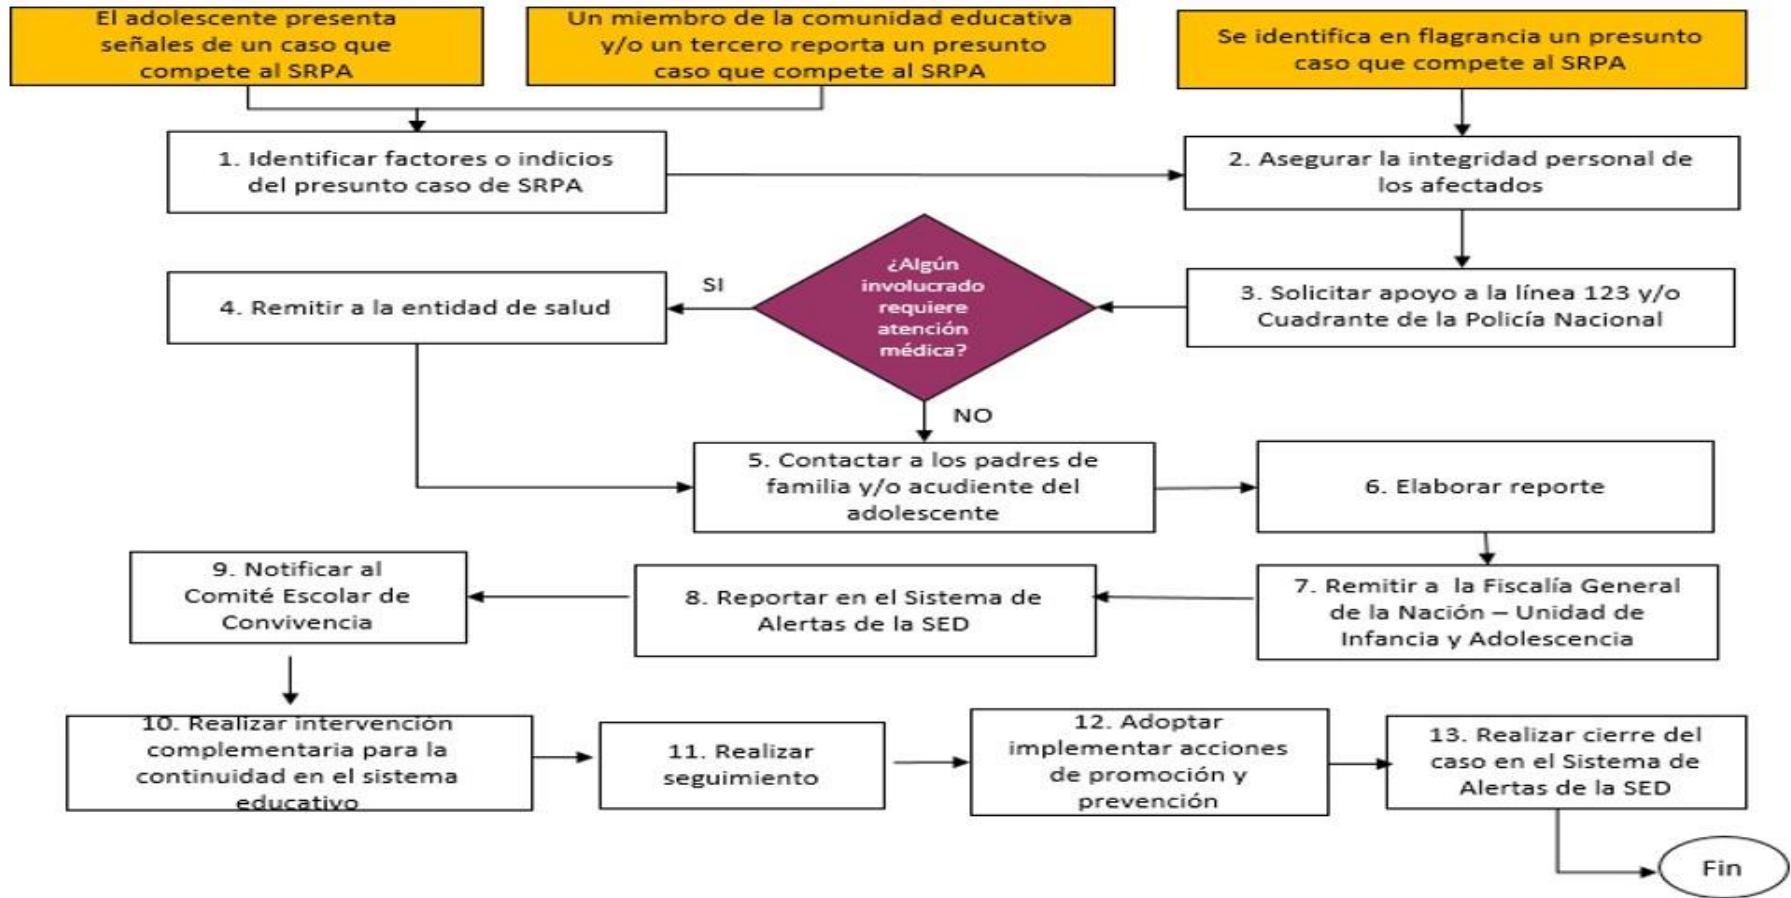 El adolescente presenta
señales de un caso que
compete al SRPA
Un miembro de la comunidad educativa
y/o un tercero reporta un presunto
caso que compete al SRPA
Se identifica en flagrancia un presunto
caso que compete al SRPA
1. Identificar factores o indicios
del presunto caso de SRPA
2. Asegurar la integridad personal de
los afectados
¿Algún
involucrado
requiere
atención
médica?
SI
NO
3. Solicitar apoyo a la línea 123 y/o
Cuadrante de la Policía Nacional
4. Remitir a la entidad de salud
5. Contactar a los padres de
familia y/o acudiente del
adolescente
6. Elaborar reporte
7. Remitir a la Fiscalía General
de la Nación – Unidad de
Infancia y Adolescencia
8. Reportar en el Sistema de
Alertas de la SED
9. Notificar al
Comité Escolar de
Convivencia
10. Realizar intervención
complementaria para la
continuidad en el sistema
educativo
11. Realizar
seguimiento
12. Adoptar
implementar acciones
de promoción y
prevención
13. Realizar cierre del
caso en el Sistema de
Alertas de la SED
Fin